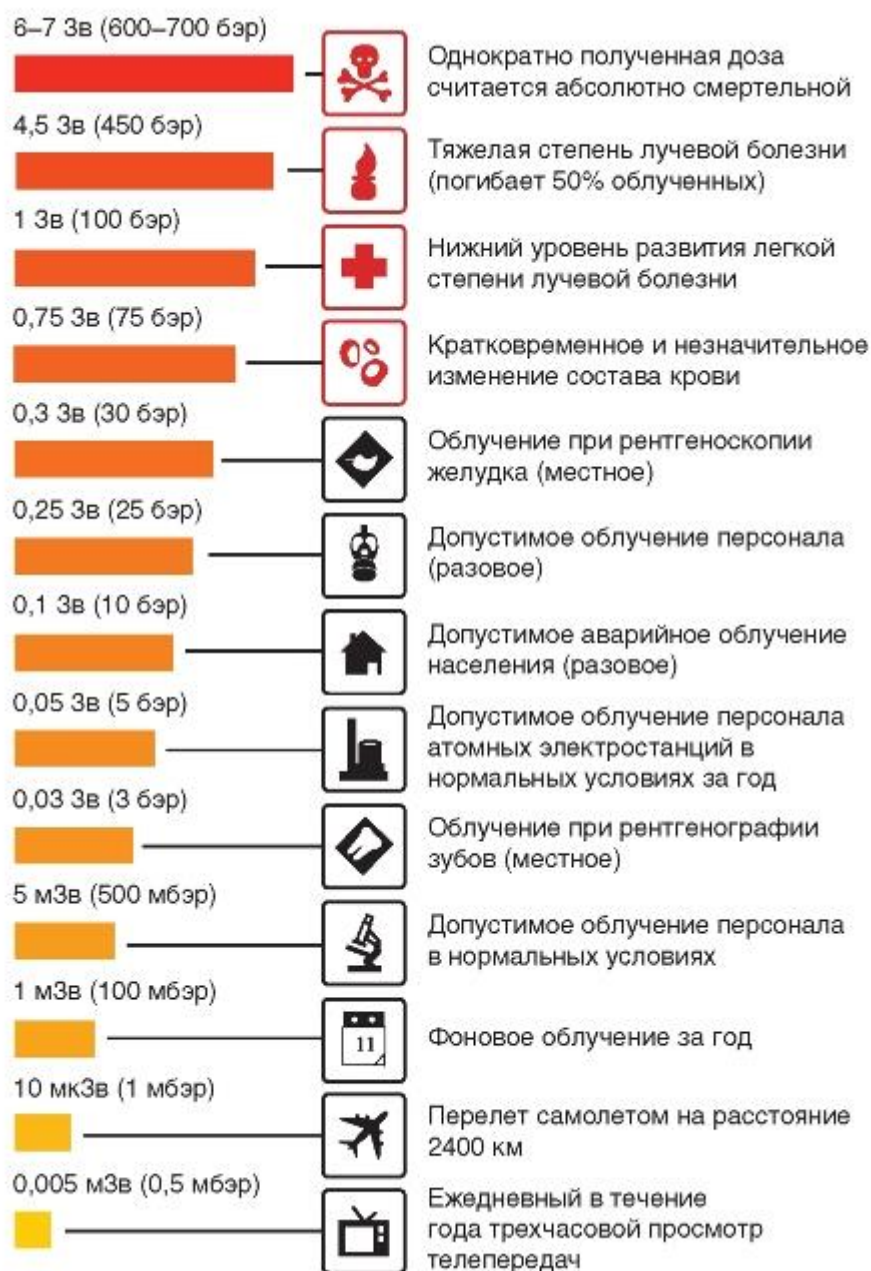 6–7 Зв (600–700 бэр)
Однократно полученная доза
считается абсолютно смертельной
4,5 Зв (450 бэр)
Тяжелая степень лучевой болезни
(погибает 50% облученных)
1 Зв (100 бэр)
Нижний уровень развития легкой
степени лучевой болезни
0,75 Зв (75 бэр)
Кратковременное и незначительное
изменение состава крови
0,3 Зв (30 бэр)
Облучение при рентгеноскопии
желудка (местное)
0,25 Зв (25 бэр)
Допустимое облучение персонала
(разовое)
0,1 Зв (10 бэр)
Допустимое аварийное облучение
населения (разовое)
0,05 Зв (5 бэр)
Допустимое облучение персонала
атомных электростанций в
нормальных условиях за год
0,03 Зв (3 бэр)
Облучение при рентгенографии
зубов (местное)
5 мЗв (500 мбэр)
Допустимое облучение персонала
в нормальных условиях
1 мЗв (100 мбэр)
11
Фоновое облучение за год
10 мкЗв (1 мбэр)
Перелет самолетом на расстояние
2400 км
0,005 мЗв (0,5 мбэр)
Ежедневный в течение
года трехчасовой просмотр
телепередач